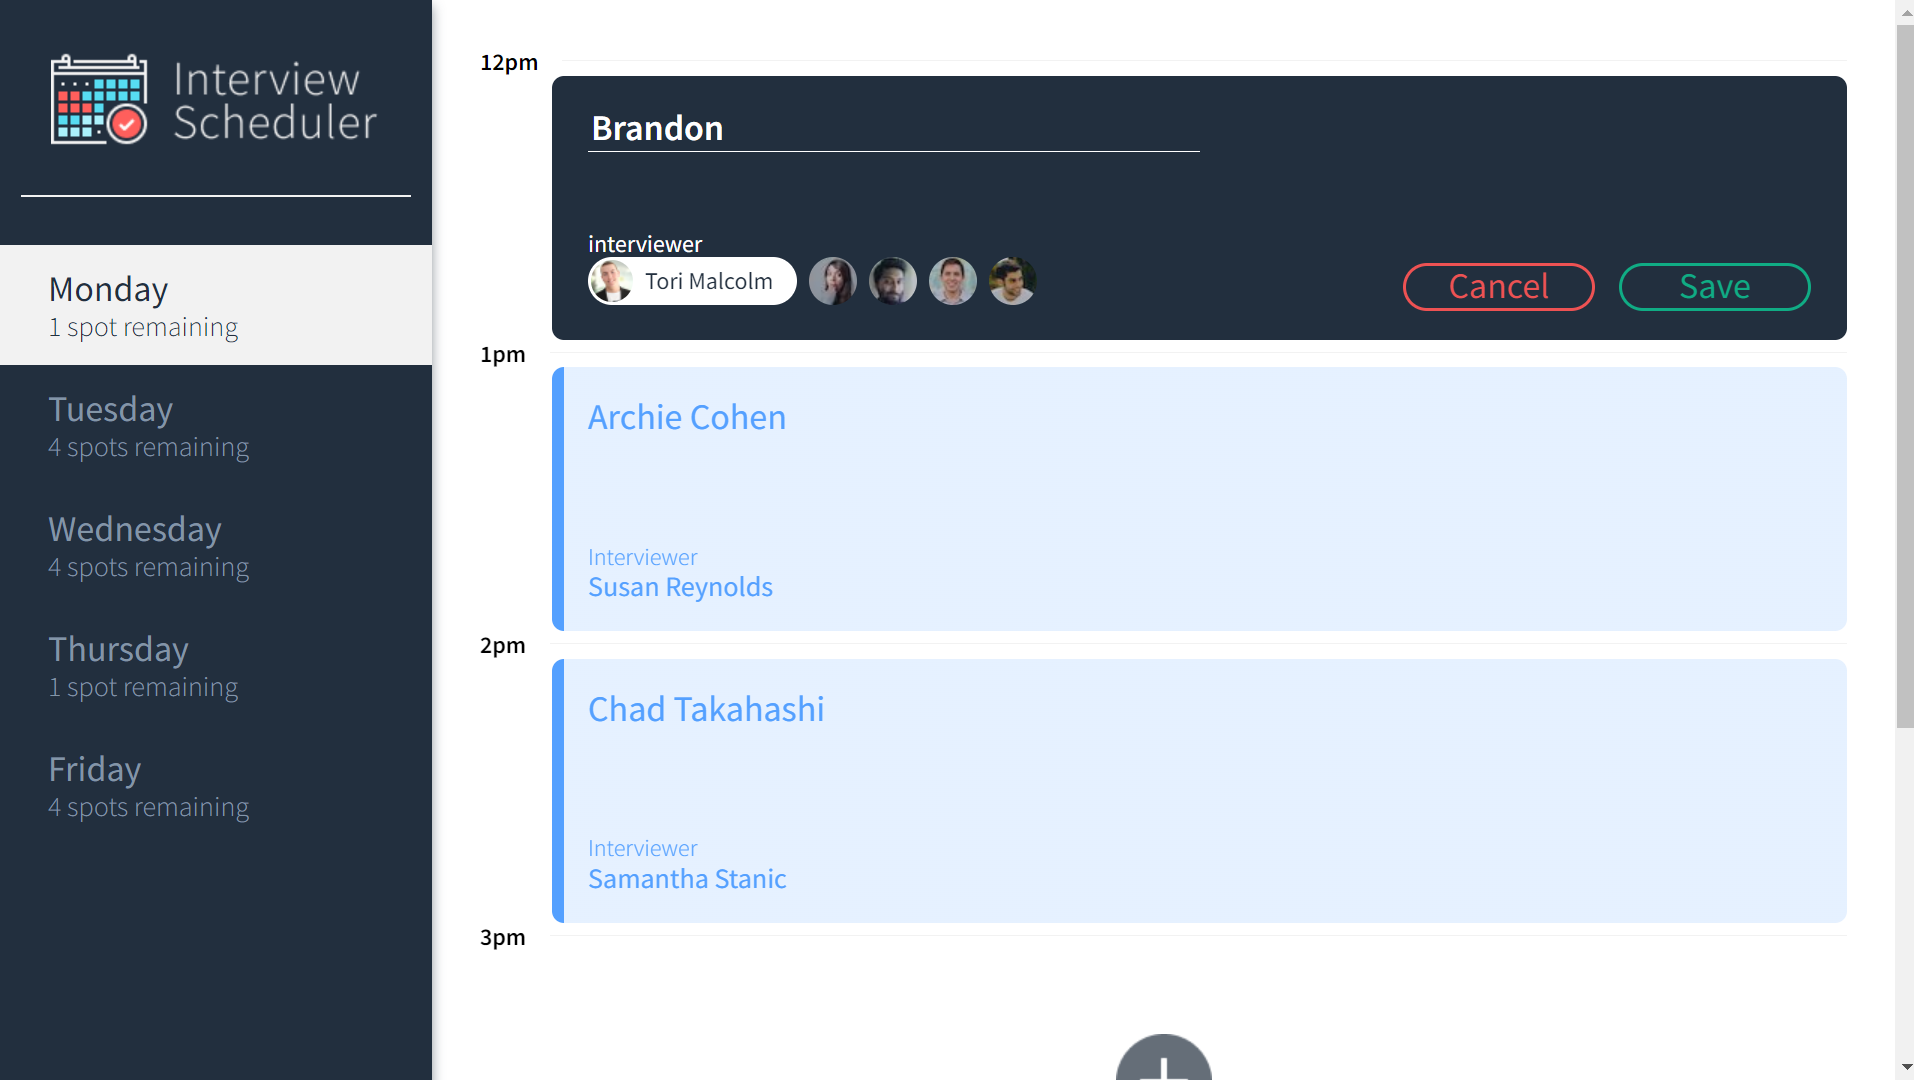 Interview
Scheduler
Monday
1 spot remaining
Tuesday
4 spots remaining
Wednesday
4 spots remaining
Thursday
1 spot remaining
Friday
4 spots remaining
12pm
Brandon
interviewer
Tori Malcolm
Cancel
Save
1pm
Archie Cohen
Interviewer
Susan Reynolds
2pm
Chad Takahashi
Interviewer
Samantha Stanic
3pm